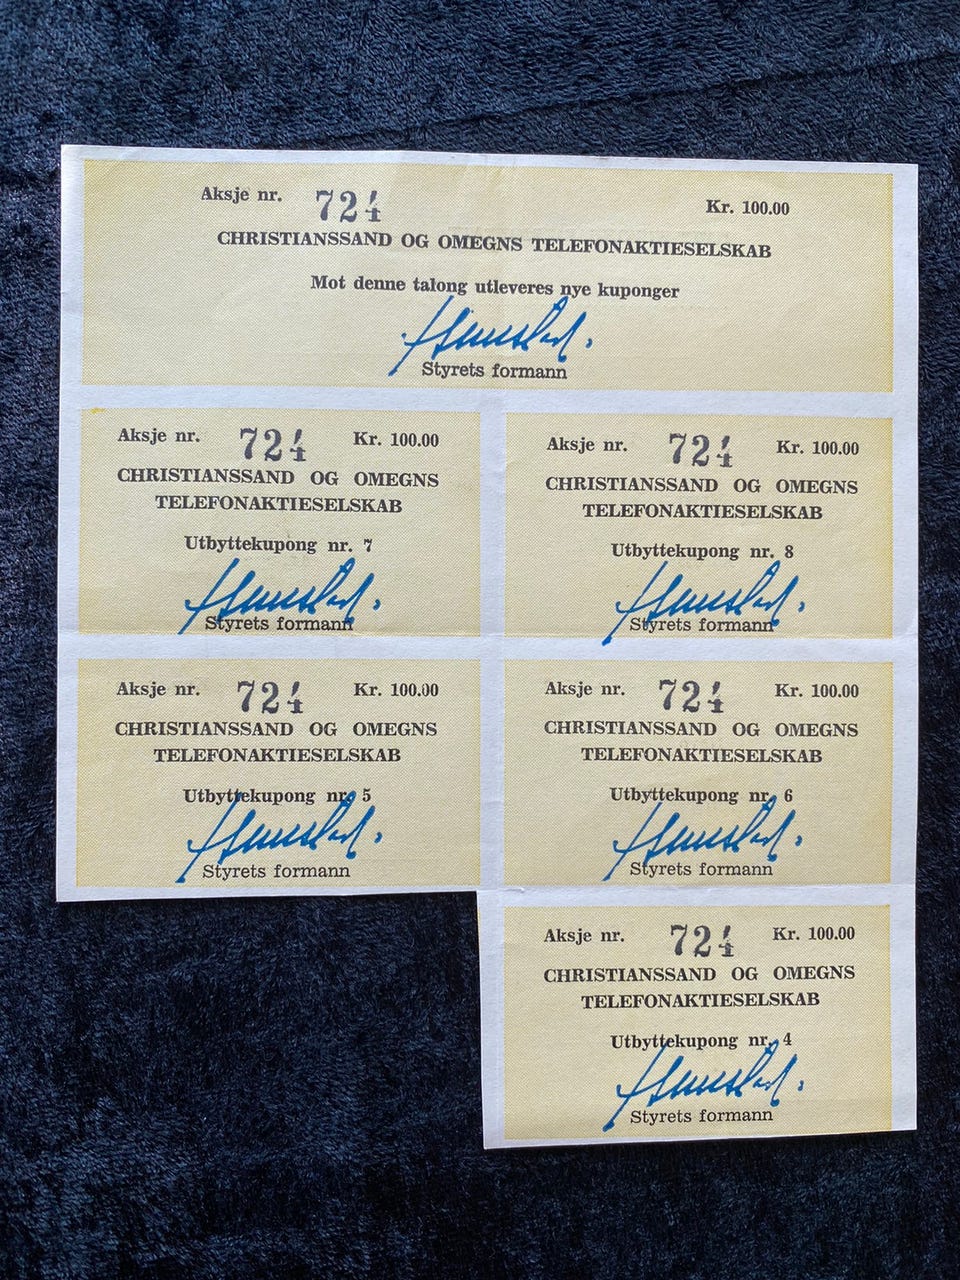 Aksje nr. 724 Kr. 100.00
CHRISTIANSSAND OG OMEGNS TELEFONAKTIESELSKAB
Mot denne talong utleveres nye kuponger
Styrets formann
Aksje nr. 724 Kr. 100.00
CHRISTIANSSAND OG OMEGNS
TELEFONAKTIESELSKAB
Utbyttekupong nr. 7
Styrets formann
Aksje nr. 724 Kr. 100.00
CHRISTIANSSAND OG OMEGNS
TELEFONAKTIESELSKAB
Utbyttekupong nr. 8
Styrets formann
Aksje nr. 724 Kr. 100.00
CHRISTIANSSAND OG OMEGNS
TELEFONAKTIESELSKAB
Utbyttekupong nr. 5
Styrets formann
Aksje nr. 724 Kr. 100.00
CHRISTIANSSAND OG OMEGNS
TELEFONAKTIESELSKAB
Utbyttekupong nr. 6
Styrets formann
Aksje nr. 724 Kr. 100.00
CHRISTIANSSAND OG OMEGNS
TELEFONAKTIESELSKAB
Utbyttekupong nr. 4
Styrets formann